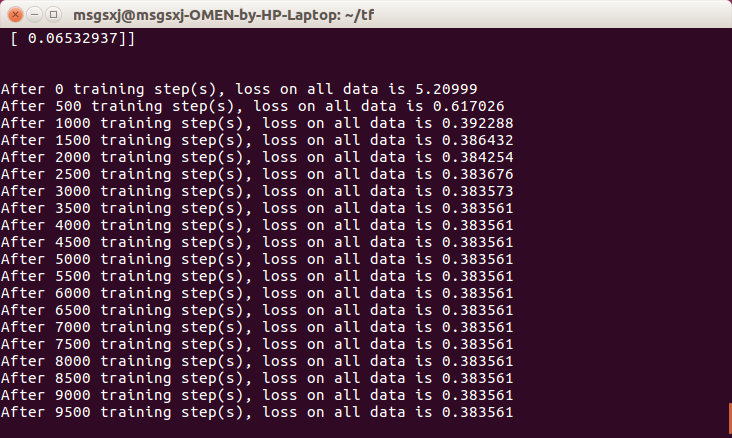 msgsxj@msgsxj-OMEN-by-HP-Laptop: ~/tf
[ 0.06532937]]
After 0 training step(s), loss on all data is 5.20999
After 500 training step(s), loss on all data is 0.617026
After 1000 training step(s), loss on all data is 0.392288
After 1500 training step(s), loss on all data is 0.386432
After 2000 training step(s), loss on all data is 0.384254
After 2500 training step(s), loss on all data is 0.383676
After 3000 training step(s), loss on all data is 0.383573
After 3500 training step(s), loss on all data is 0.383561
After 4000 training step(s), loss on all data is 0.383561
After 4500 training step(s), loss on all data is 0.383561
After 5000 training step(s), loss on all data is 0.383561
After 5500 training step(s), loss on all data is 0.383561
After 6000 training step(s), loss on all data is 0.383561
After 6500 training step(s), loss on all data is 0.383561
After 7000 training step(s), loss on all data is 0.383561
After 7500 training step(s), loss on all data is 0.383561
After 8000 training step(s), loss on all data is 0.383561
After 8500 training step(s), loss on all data is 0.383561
After 9000 training step(s), loss on all data is 0.383561
After 9500 training step(s), loss on all data is 0.383561